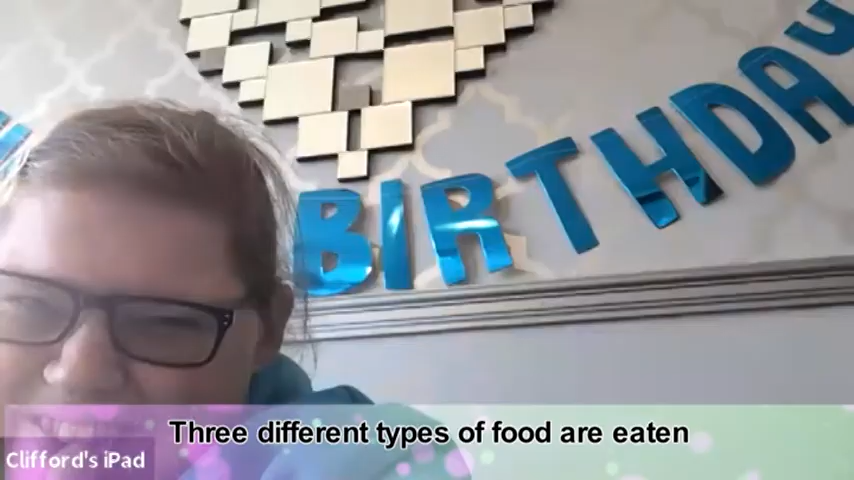 BIRTHDAY
Three different types of food are eaten
Clifford's iPad